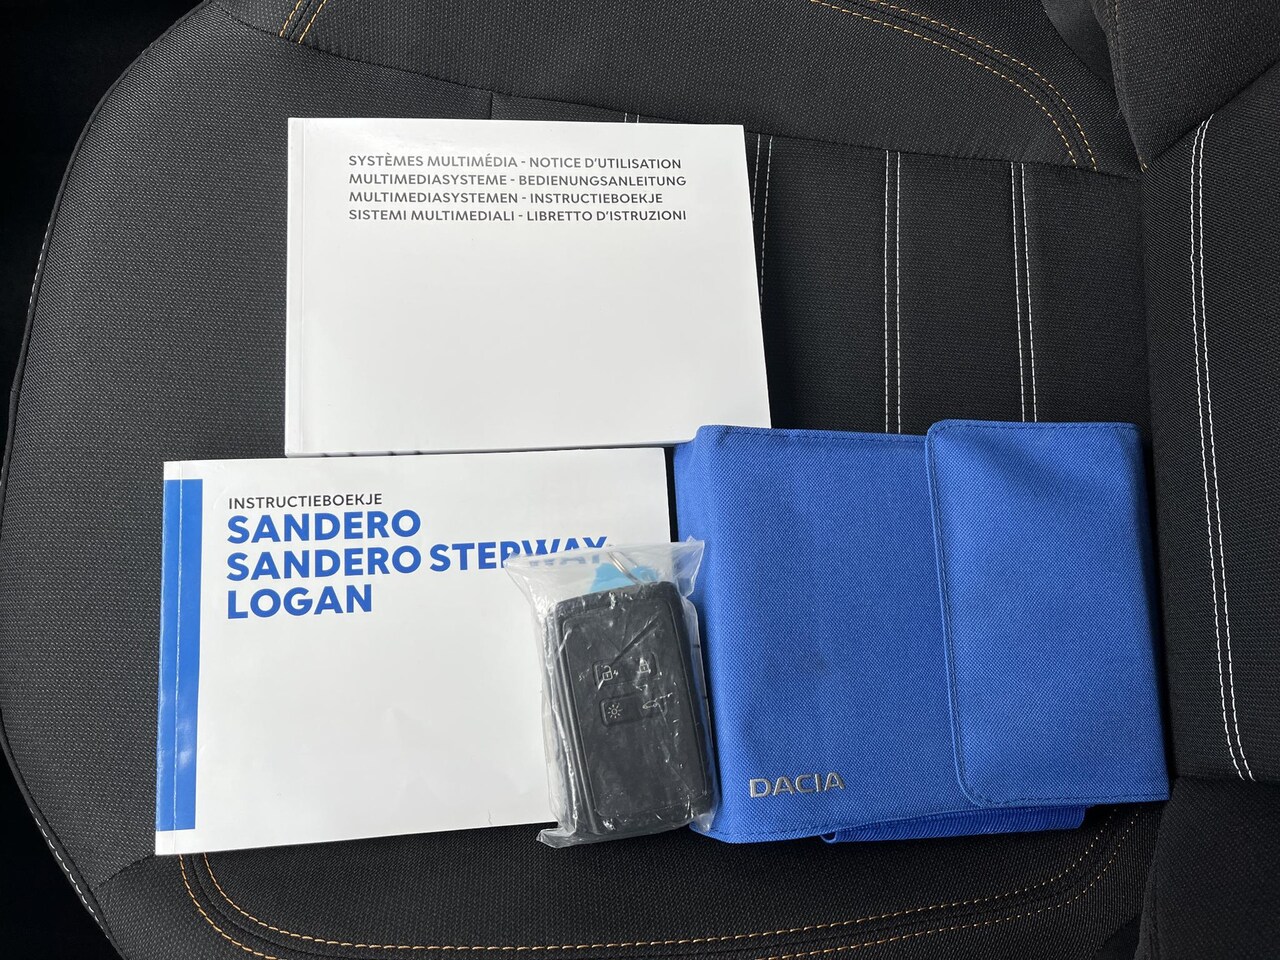 SYSTÈMES MULTIMÉDIA - NOTICE D'UTILISATION
MULTIMEDIASYSTEME - BEDIENUNGSANLEITUNG
MULTIMEDIASYSTEMEN - INSTRUCTIEBOEKJE
SISTEMI MULTIMEDIALI - LIBRETTO D'ISTRUZIONI
INSTRUCTIEBOEKJE
SANDERO
SANDERO STEPWAY
LOGAN
DACIA